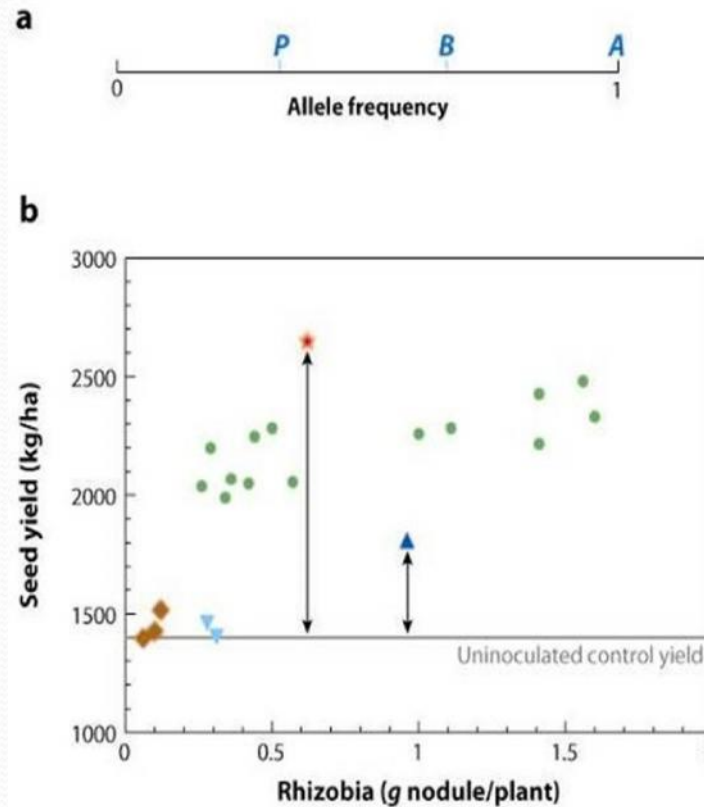 a
P B A
0 1
Allele frequency
b
3000
2500
2000
1500
1000
Seed yield (kg/ha)
Uninoculated control yield
0 0.5 1 1.5
Rhizobia (g nodule/plant)